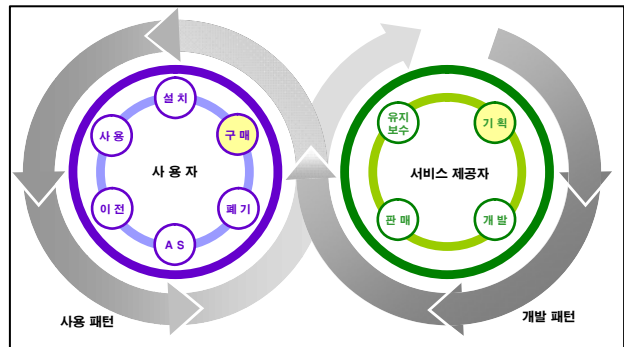 설 치
사 용
구 매
사 용 자
이 전
폐 기
A S
사용 패턴
유지
보수
기 획
서비스 제공자
판 매
개 발
개발 패턴